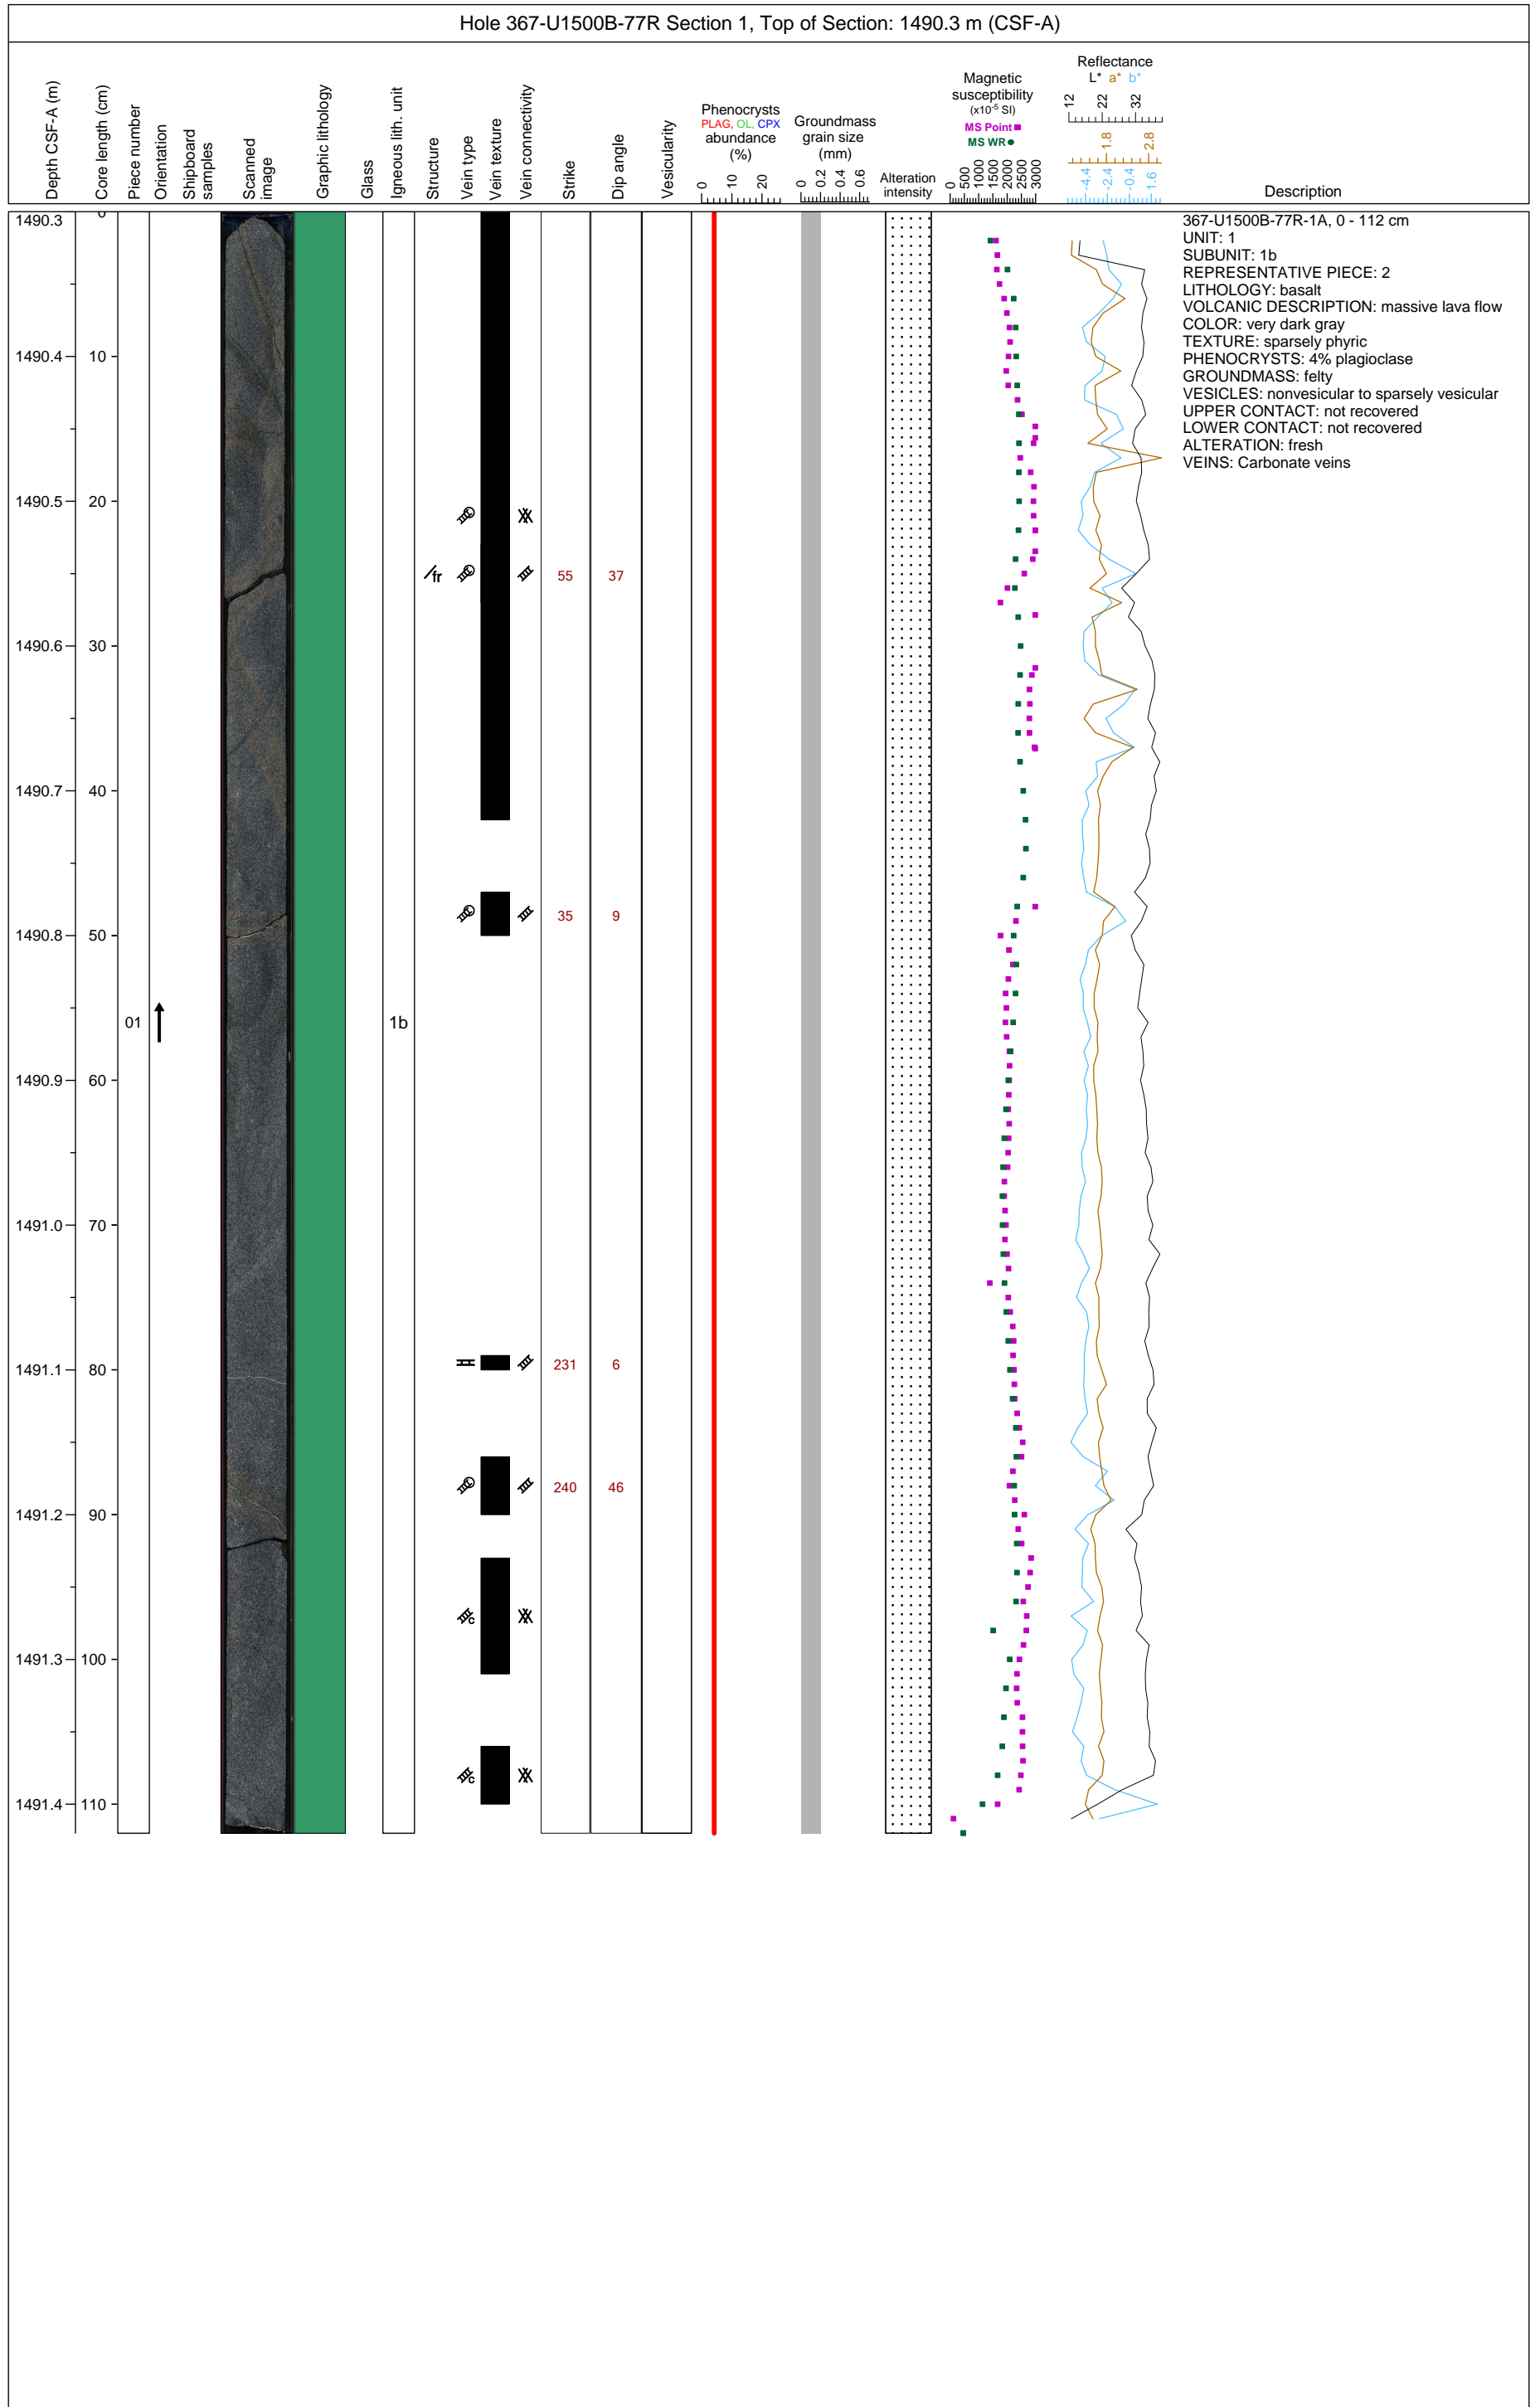 Hole 367-U1500B-77R Section 1, Top of Section: 1490.3 m (CSF-A)
Depth CSF-A (m)
Core length (cm)
Piece number
Orientation
Shipboard
samples
Scanned
image
Graphic lithology
Glass
Igneous lith. unit
Structure
Vein type
Vein texture
Vein connectivity
Strike
Dip angle
Vesicularity
Phenocrysts
PLAG, OL, CPX
abundance
(%)
0 10 20
Groundmass
grain size
(mm)
0 0.2 0.4 0.6
Alteration
intensity
Magnetic
susceptibility
(x10⁻⁵ SI)
MS Point
MS WR
0 500 1000 1500 2000 2500 3000
Reflectance
L* a* b*
12 22 32
1.8 2.8
-4.4 -2.4 -0.4 1.6
Description
1490.3 0
1490.4 10
1490.5 20
1490.6 30
1490.7 40
1490.8 50
1490.9 60
1491.0 70
1491.1 80
1491.2 90
1491.3 100
1491.4 110
01
1b
fr
55 37
35 9
231 6
240 46
c
c
367-U1500B-77R-1A, 0 - 112 cm
UNIT: 1
SUBUNIT: 1b
REPRESENTATIVE PIECE: 2
LITHOLOGY: basalt
VOLCANIC DESCRIPTION: massive lava flow
COLOR: very dark gray
TEXTURE: sparsely phyric
PHENOCRYSTS: 4% plagioclase
GROUNDMASS: felty
VESICLES: nonvesicular to sparsely vesicular
UPPER CONTACT: not recovered
LOWER CONTACT: not recovered
ALTERATION: fresh
VEINS: Carbonate veins